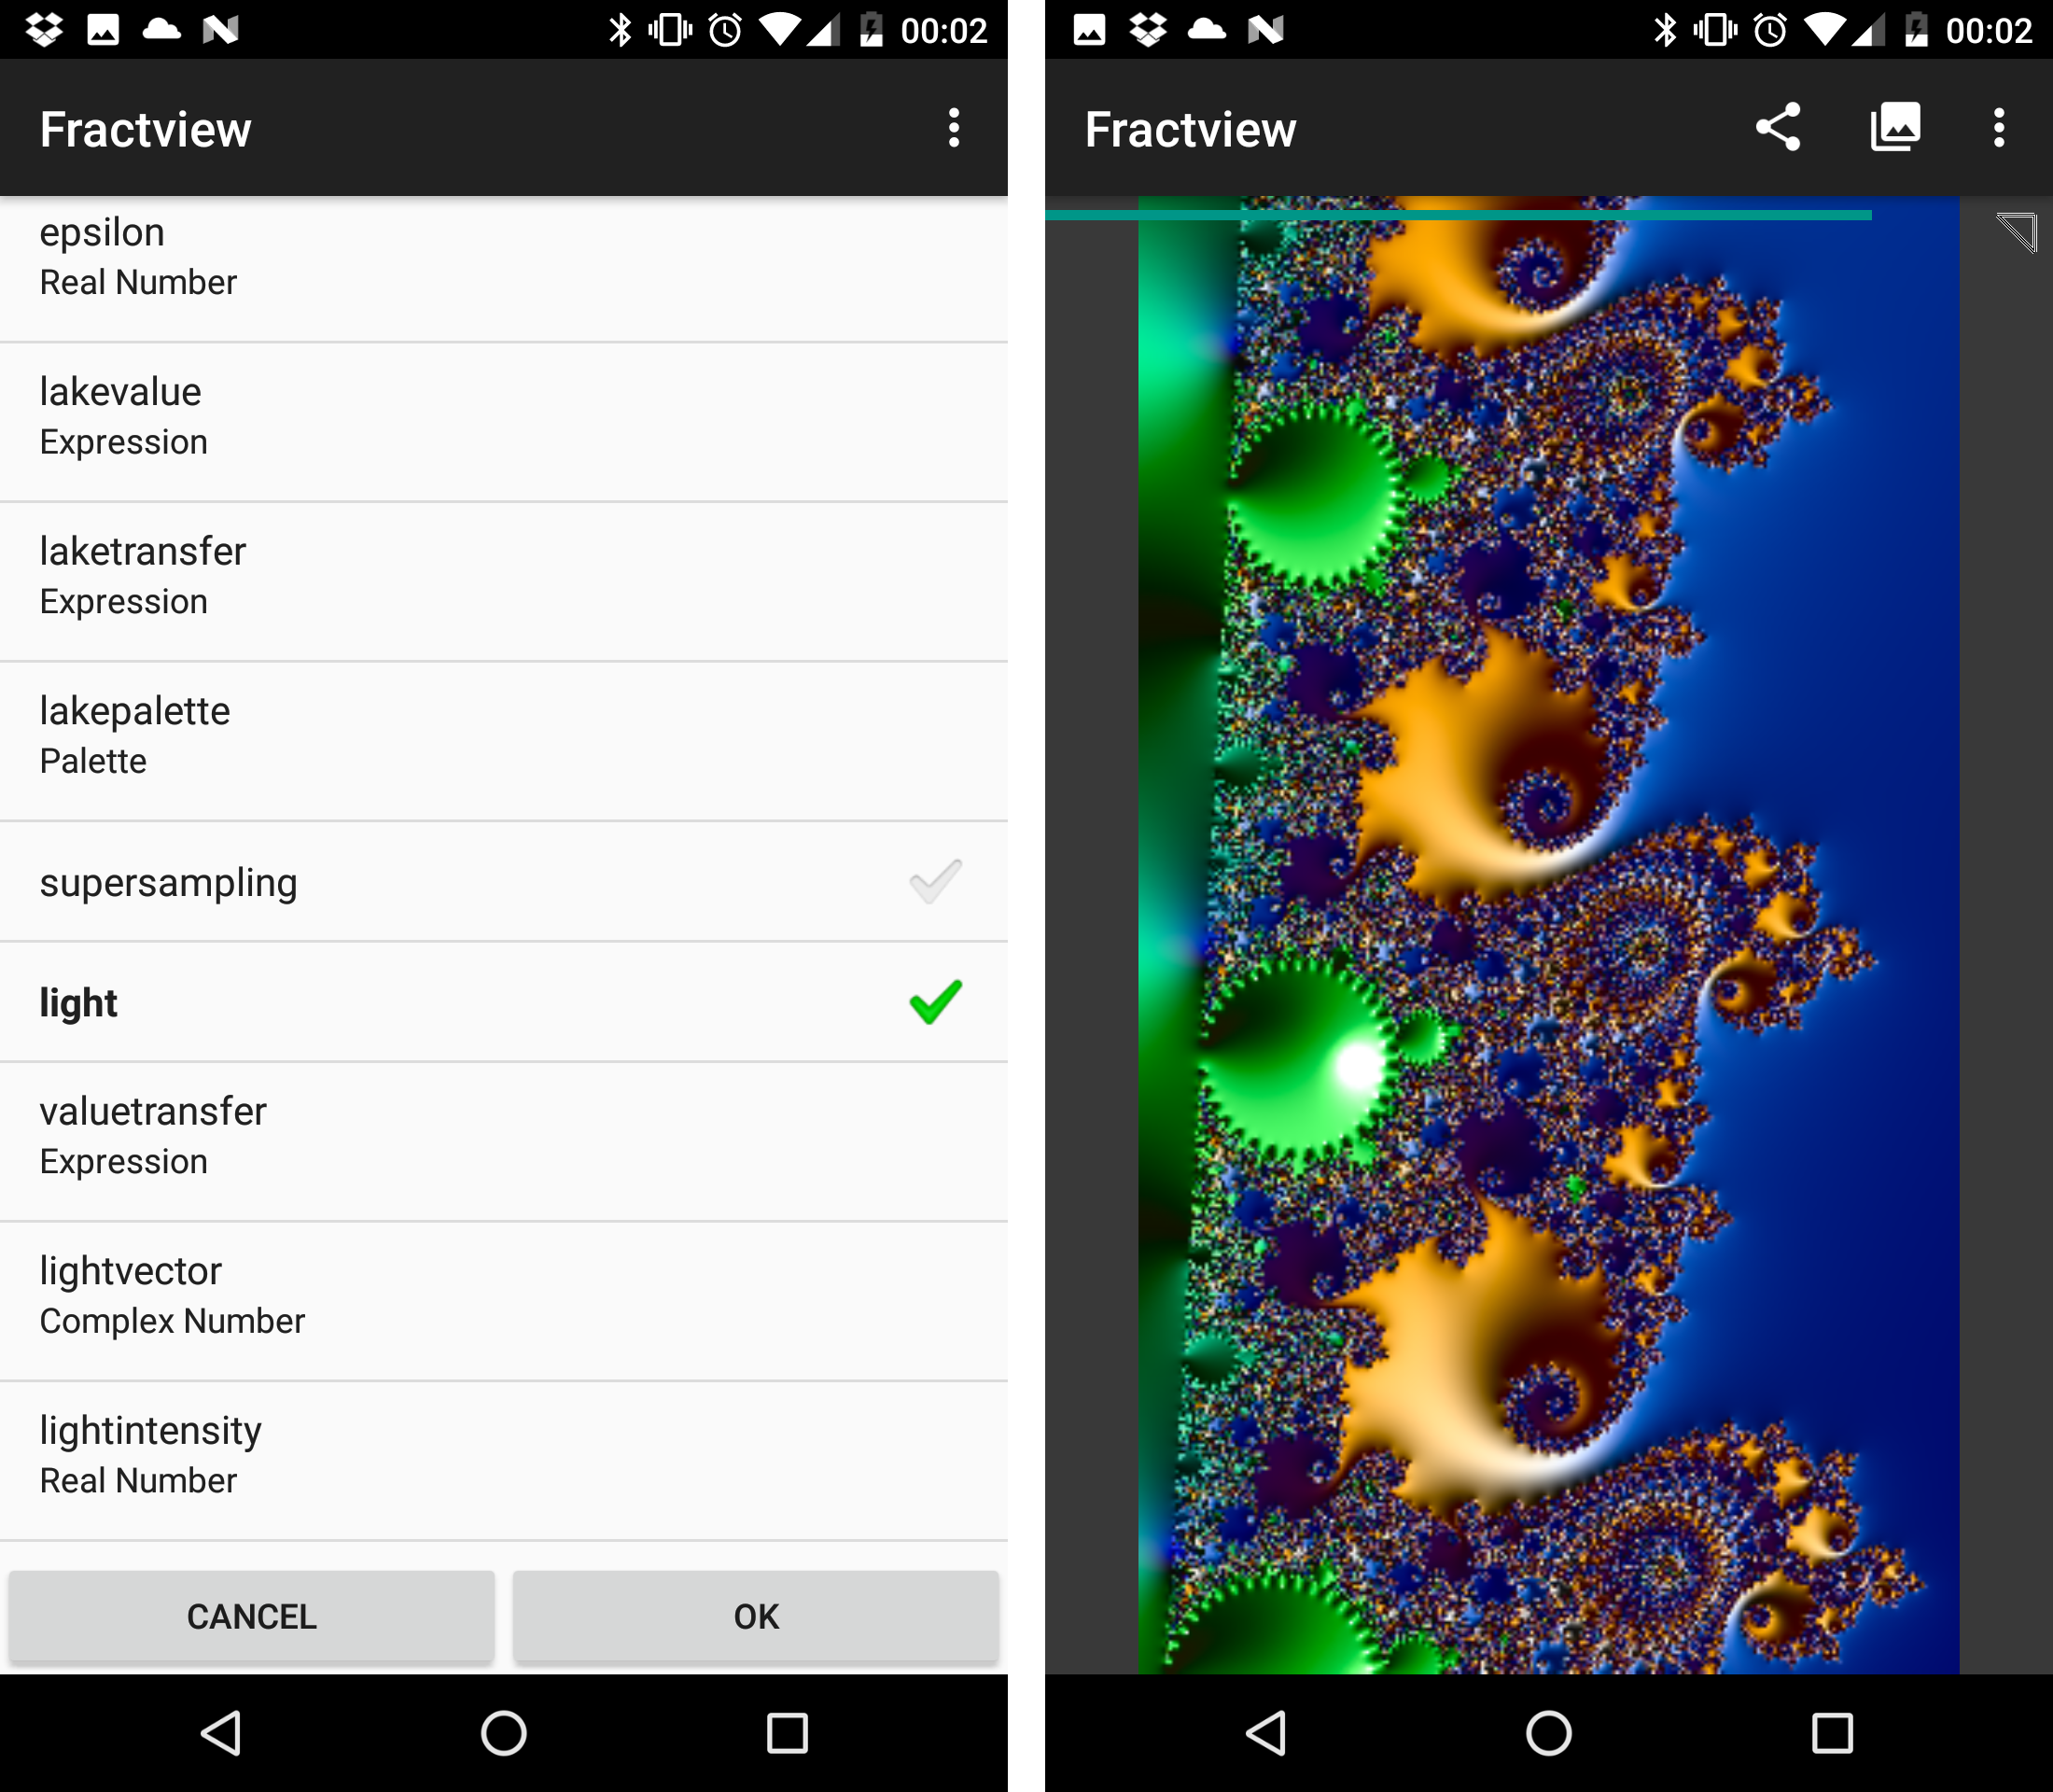 00:02
Fractview
epsilon
Real Number
lakevalue
Expression
laketransfer
Expression
lakepalette
Palette
supersampling
light
valuetransfer
Expression
lightvector
Complex Number
lightintensity
Real Number
CANCEL
OK
00:02
Fractview